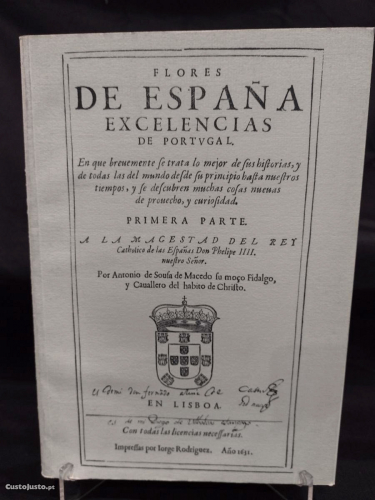 FLORES
DE ESPAÑA
EXCELENCIAS
DE PORTVGAL.
En que breuemente se trata lo mejor de sus historias, y
de todas las del mundo desde su principio hasta nuestros
tiempos, y se descubren muchas cosas nueuas
de prouecho, y curiosidad.
PRIMERA PARTE.
A LA MAGESTAD DEL REY
Catholico de las Españas Don Phelipe IIII.
nuestro Señor.
Por Antonio de Sousa de Macedo su moço Fidalgo,
y Cauallero del habito de Christo.
EN LISBOA.
Con todas las licencias necessarias.
Impressas por Iorge Rodriguez. Año 1631.
CustoJusto.pt